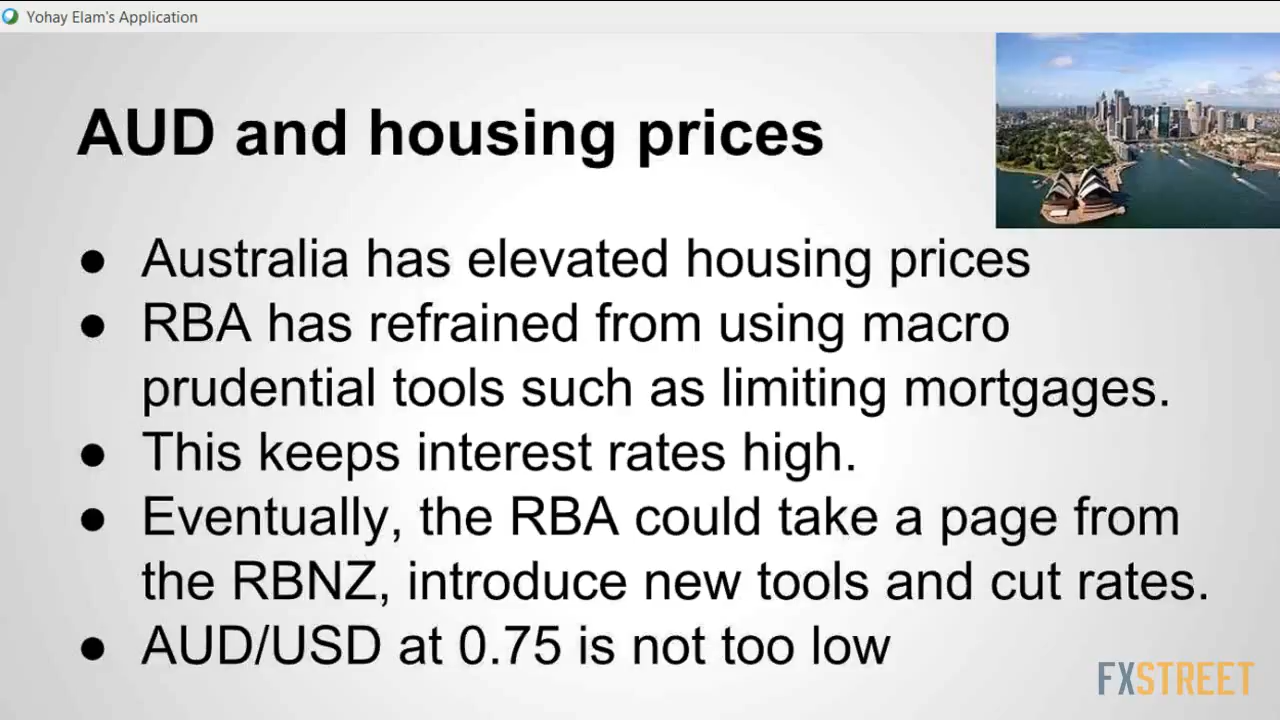 Yohay Elam's Application
AUD and housing prices
● Australia has elevated housing prices
● RBA has refrained from using macro
prudential tools such as limiting mortgages.
● This keeps interest rates high.
● Eventually, the RBA could take a page from
the RBNZ, introduce new tools and cut rates.
● AUD/USD at 0.75 is not too low
FXSTREET